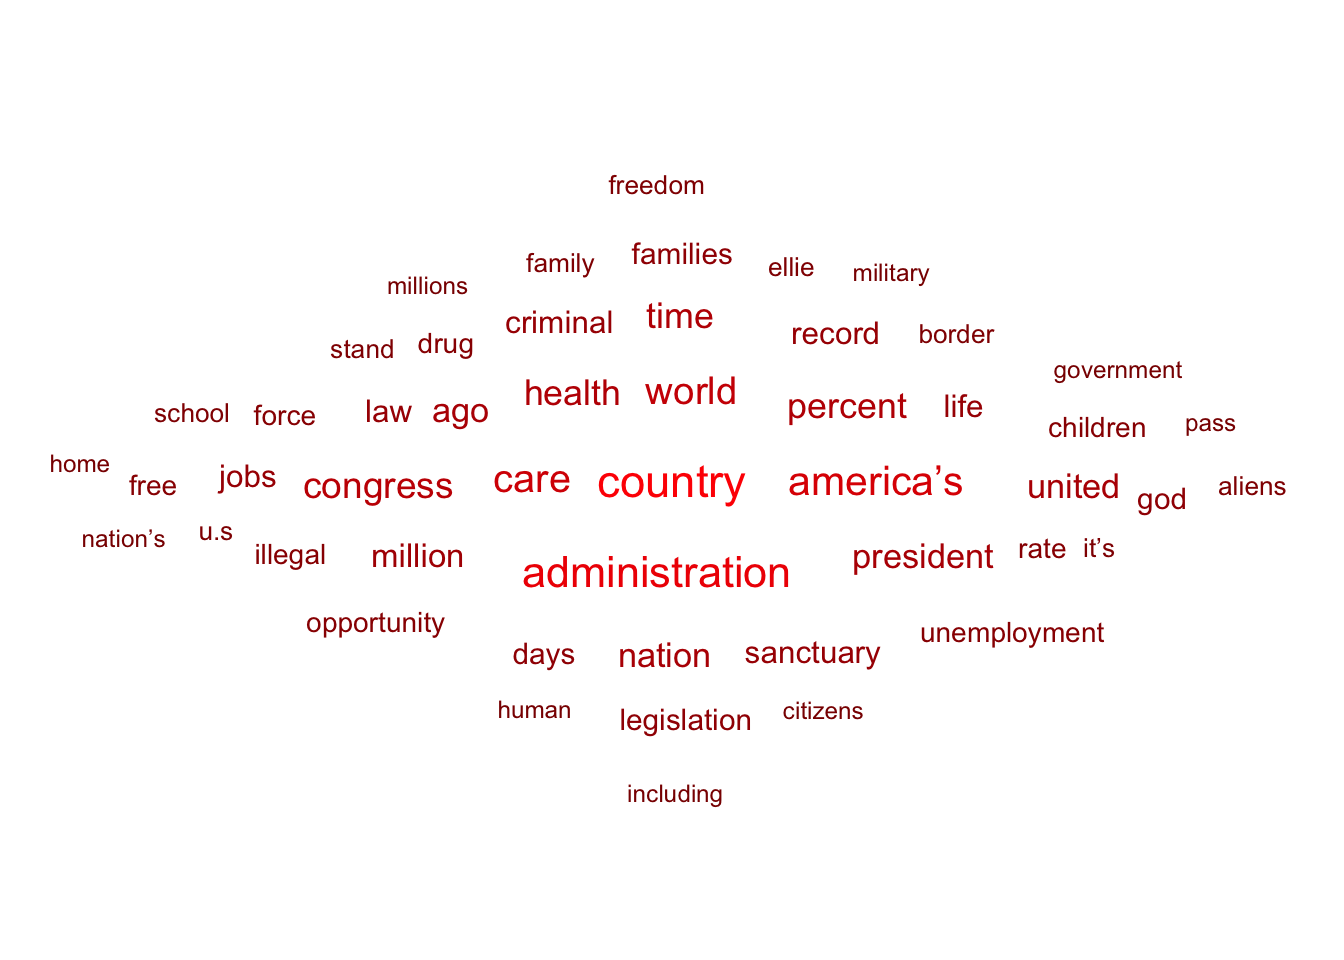 freedom
family families ellie military
millions
criminal time record border
stand drug
government
health world percent life
school force law ago children pass
home free jobs congress care country america’s united god aliens
nation’s u.s illegal million administration president rate it’s
opportunity unemployment
days nation sanctuary
human legislation citizens
including